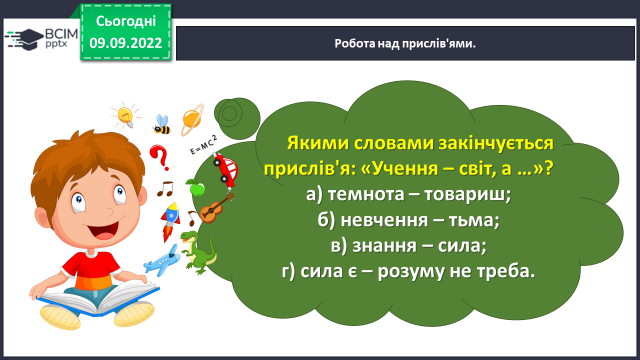 Сьогодні
09.09.2022
ВСІМ
pptx
Робота над прислів'ями.
Якими словами закінчується
прислів'я: «Учення – світ, а …»?
а) темнота – товариш;
б) невчення – тьма;
в) знання – сила;
г) сила є – розуму не треба.
E=MC²